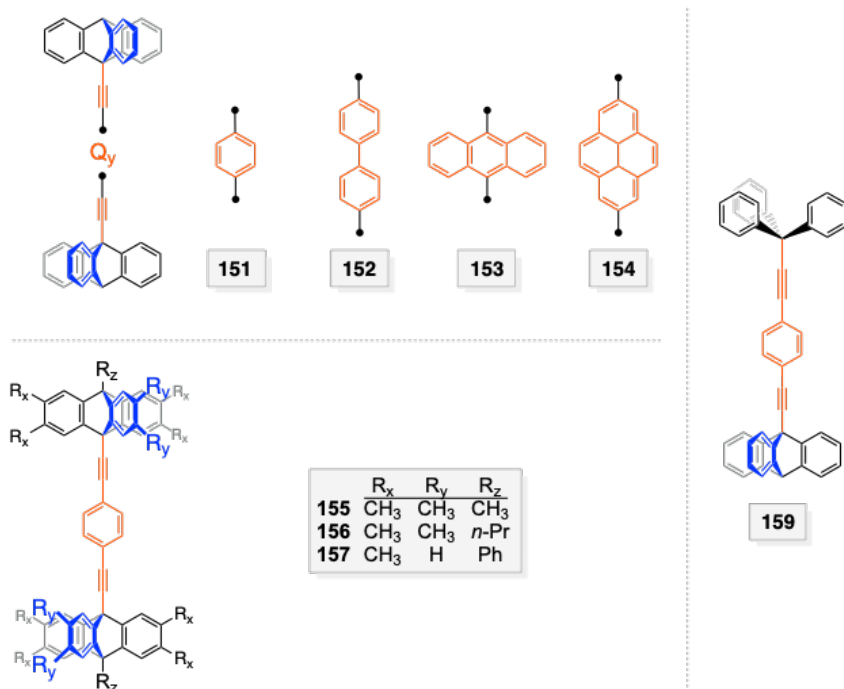 Qy
151
152
153
154
Rz
Rx Ry Rx
Rx Ry Rx
Rx Ry Rz
155 CH3 CH3 CH3
156 CH3 CH3 n-Pr
157 CH3 H Ph
159
Rx Ry Rx
Rx Ry Rx
Rz